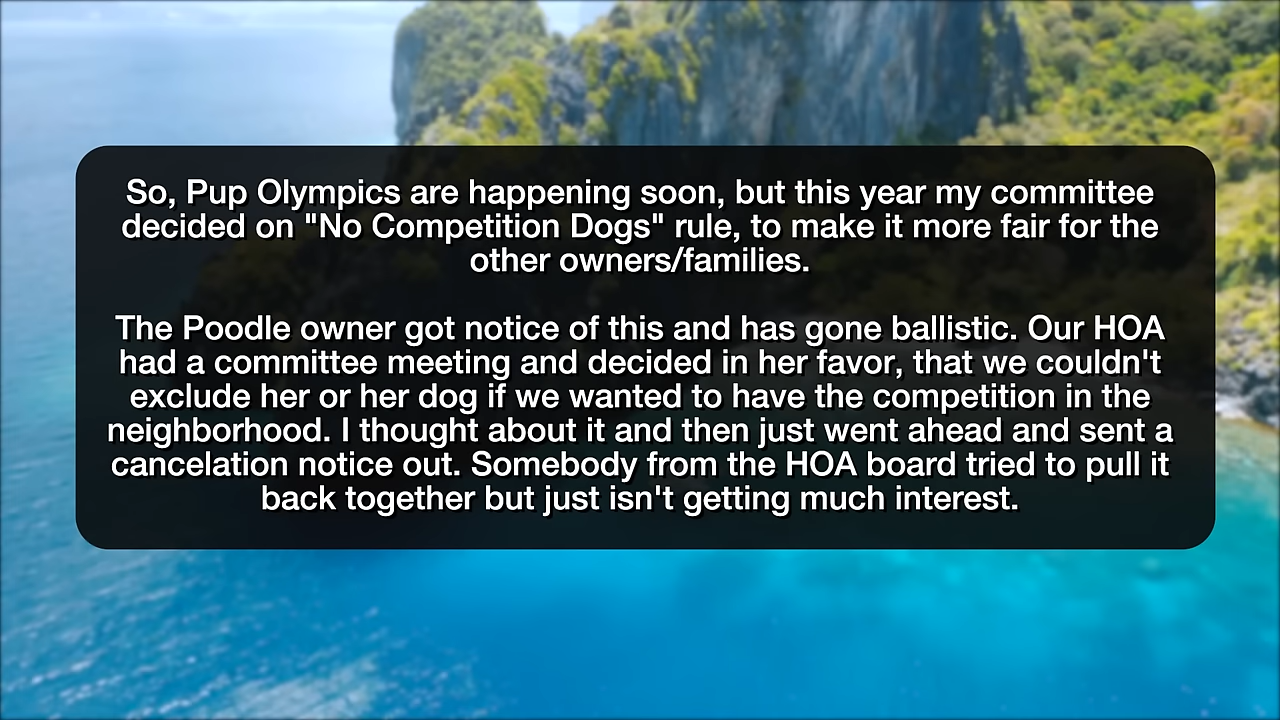 So, Pup Olympics are happening soon, but this year my committee
decided on "No Competition Dogs" rule, to make it more fair for the
other owners/families.
The Poodle owner got notice of this and has gone ballistic. Our HOA
had a committee meeting and decided in her favor, that we couldn't
exclude her or her dog if we wanted to have the competition in the
neighborhood. I thought about it and then just went ahead and sent a
cancelation notice out. Somebody from the HOA board tried to pull it
back together but just isn't getting much interest.